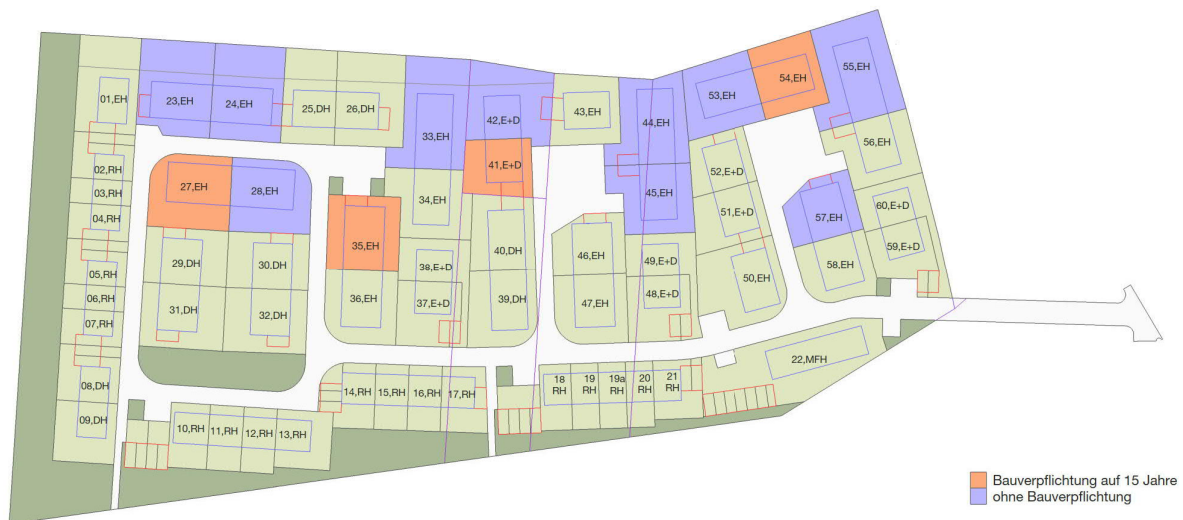 01,EH
23,EH
24,EH
25,DH
26,DH
33,EH
42,E+D
43,EH
44,EH
53,EH
54,EH
55,EH
56,EH
02,RH
03,RH
04,RH
27,EH
28,EH
41,E+D
34,EH
45,EH
52,E+D
51,E+D
57,EH
60,E+D
59,E+D
58,EH
35,EH
40,DH
46,EH
49,E+D
50,EH
05,RH
06,RH
07,RH
29,DH
30,DH
31,DH
32,DH
36,EH
38,E+D
37,E+D
39,DH
47,EH
48,E+D
22,MFH
08,DH
09,DH
14,RH
15,RH
16,RH
17,RH
18
RH
19
RH
19a
RH
20
RH
21
RH
10,RH
11,RH
12,RH
13,RH
Bauverpflichtung auf 15 Jahre
ohne Bauverpflichtung